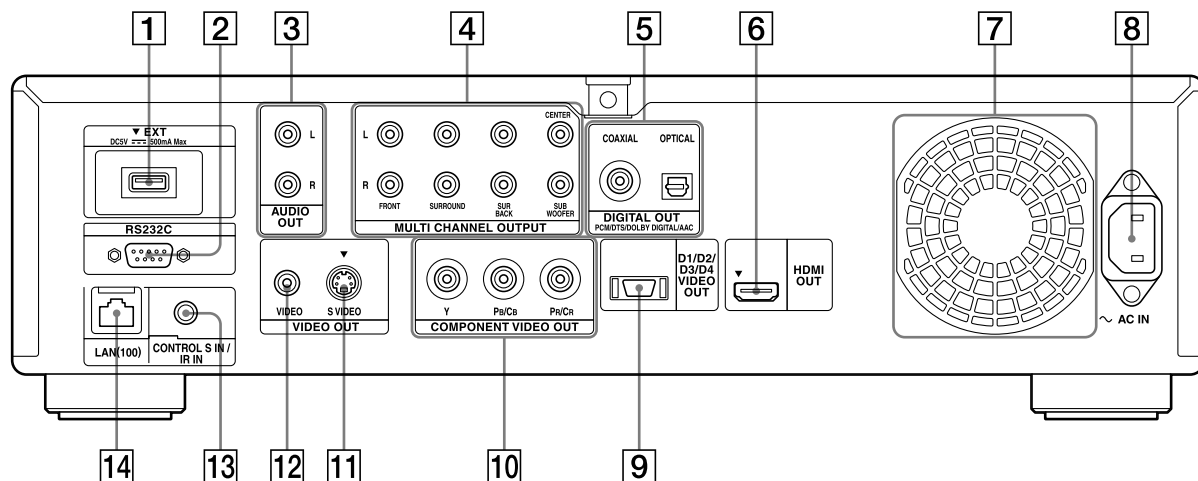 1 2 3 4 5 6 7 8
▼ EXT
DC5V ⎓ 500mA Max
RS232C
LAN(100)
CONTROL S IN /
IR IN
L
R
AUDIO
OUT
CENTER
L
R
FRONT SURROUND SUR
BACK SUB
WOOFER
MULTI CHANNEL OUTPUT
COAXIAL OPTICAL
DIGITAL OUT
PCM/DTS/DOLBY DIGITAL/AAC
▼
VIDEO S VIDEO
VIDEO OUT
Y PB/CB PR/CR
COMPONENT VIDEO OUT
D1/D2/
D3/D4
VIDEO
OUT
▼
HDMI
OUT
∼ AC IN
14 13 12 11 10 9